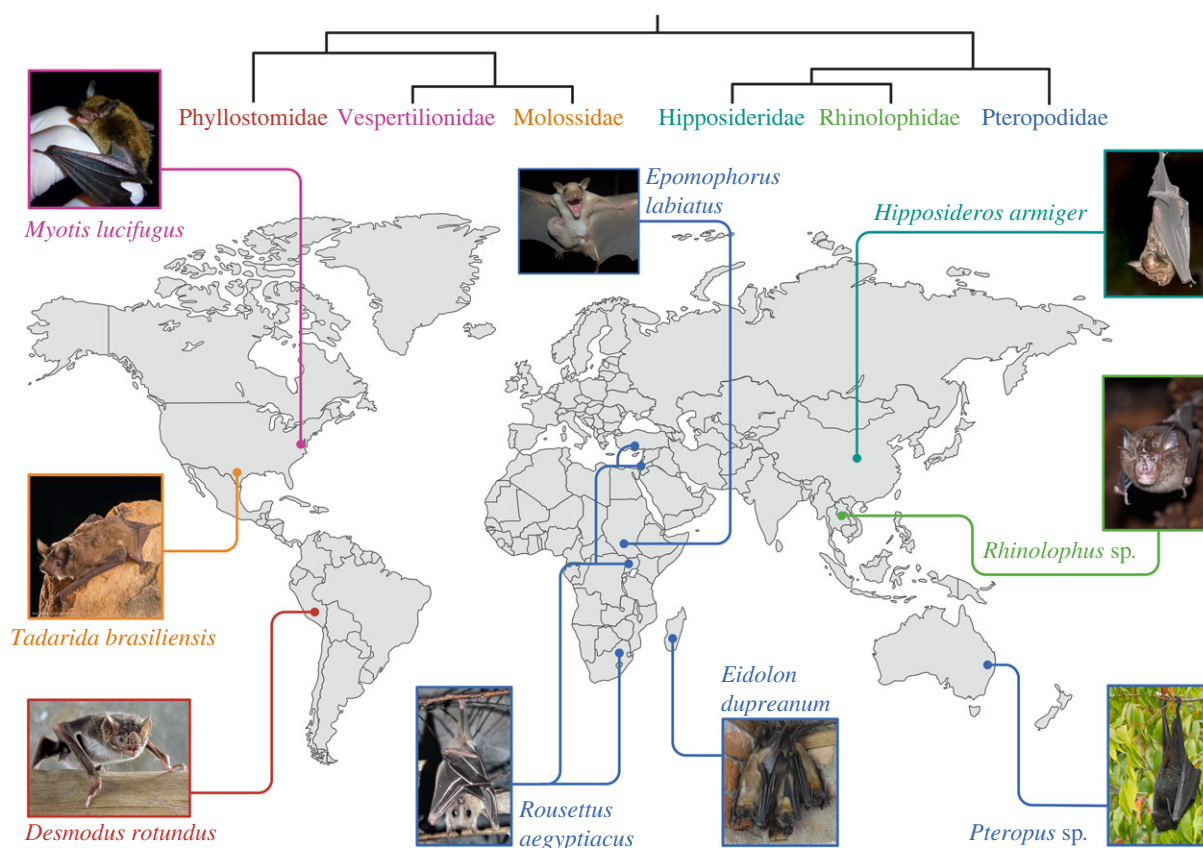 Phyllostomidae Vespertilionidae Molossidae Hipposideridae Rhinolophidae Pteropodidae
Myotis lucifugus
Epomophorus
labiatus
Hipposideros armiger
Rhinolophus sp.
Tadarida brasiliensis
Desmodus rotundus
Rousettus
aegyptiacus
Eidolon
dupreanum
Pteropus sp.